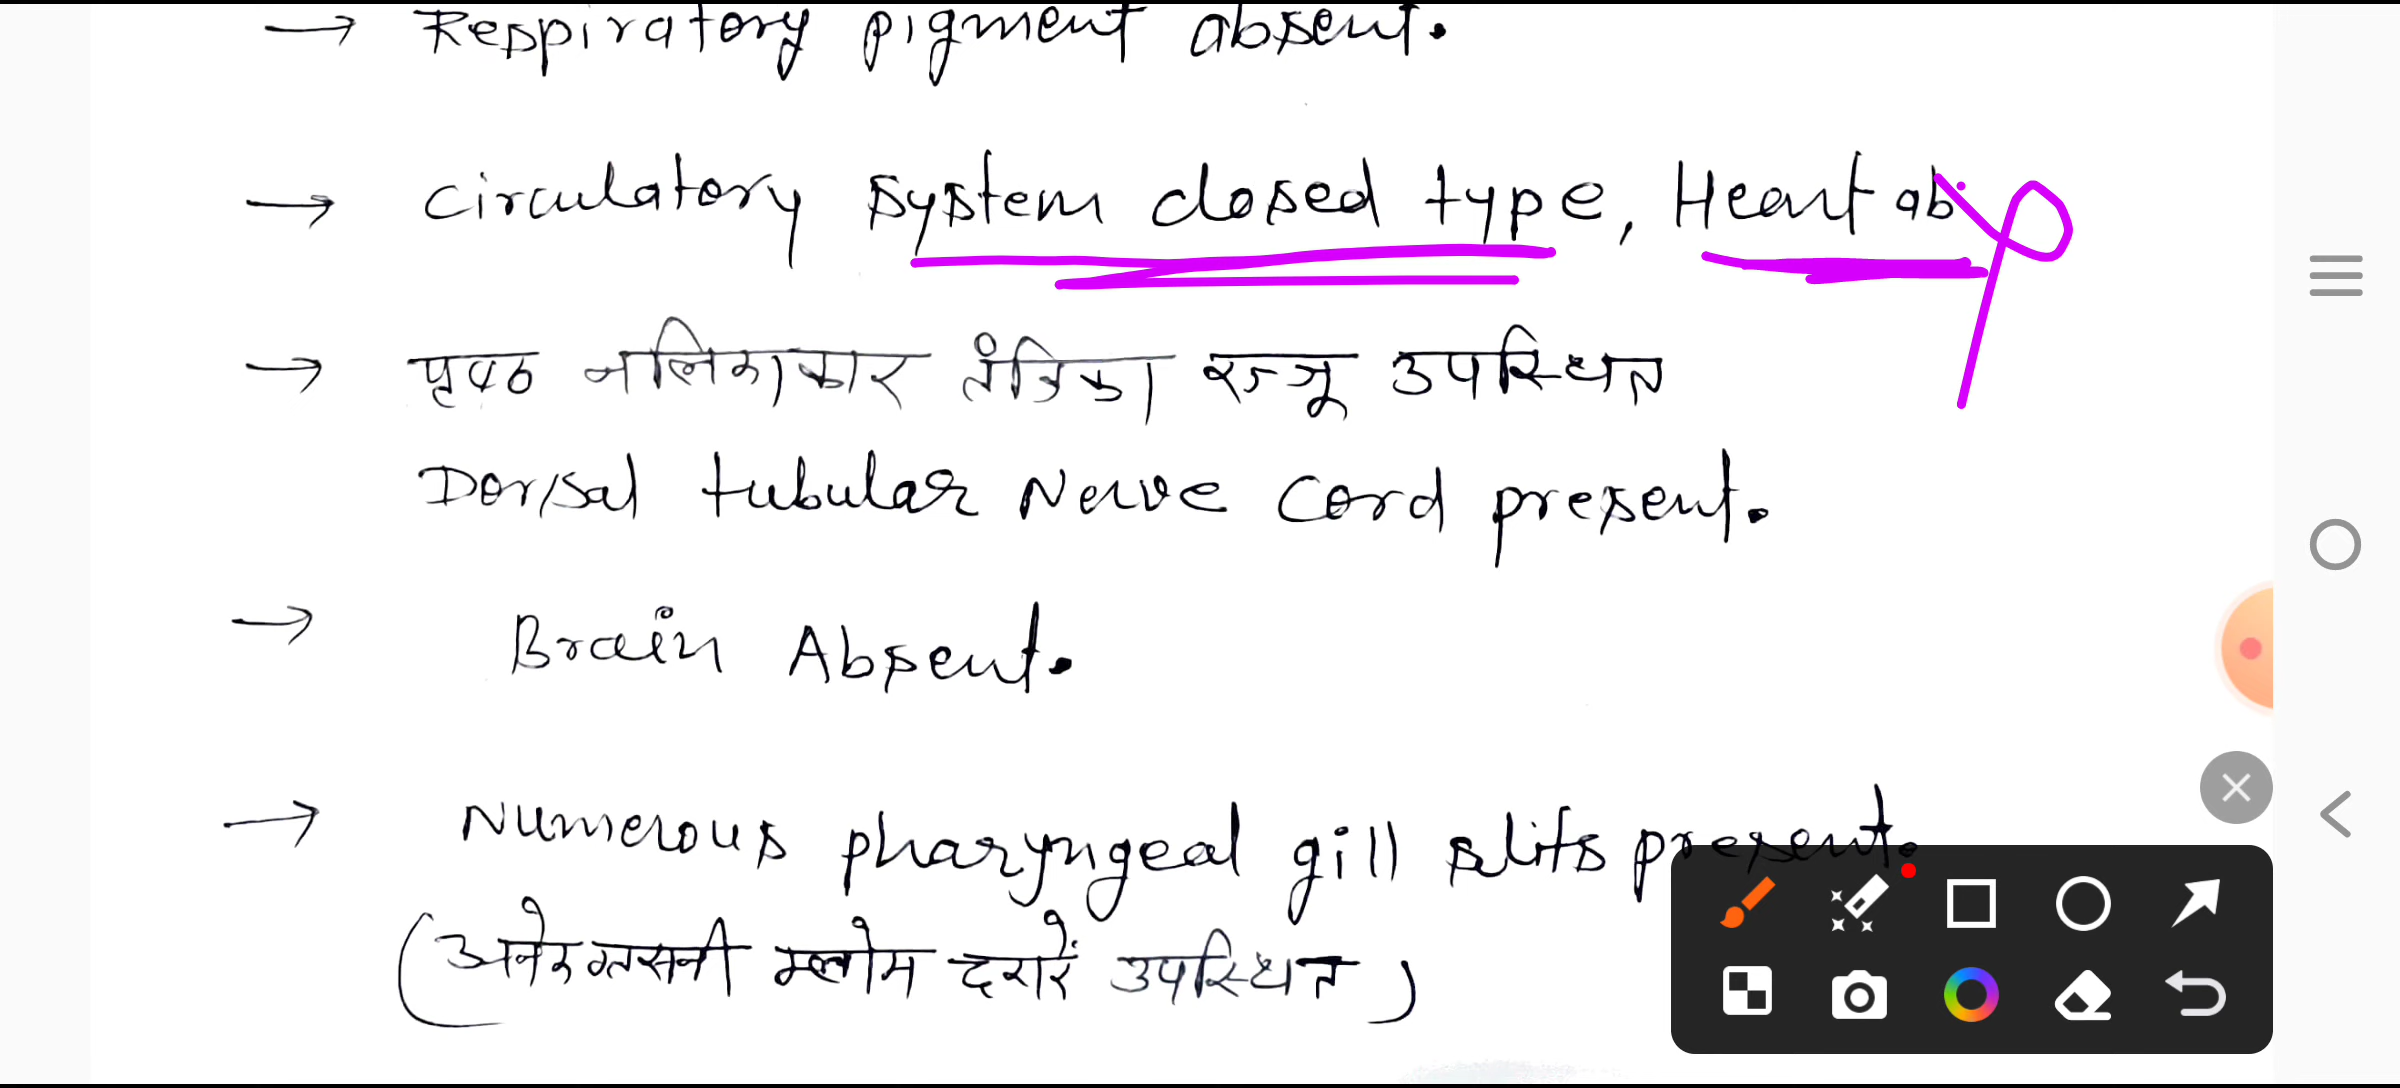 → Respiratory pigment absent.
→ Circulatory system closed type, Heart ab
→ पृष्ठ नलिकाकार तंत्रिका रज्जू उपस्थित
Dorsal tubular Nerve Cord present.
→ Brain Absent.
→ Numerous pharyngeal gill slits present.
(अनेक ग्रसनी क्लोम दरारें उपस्थित)